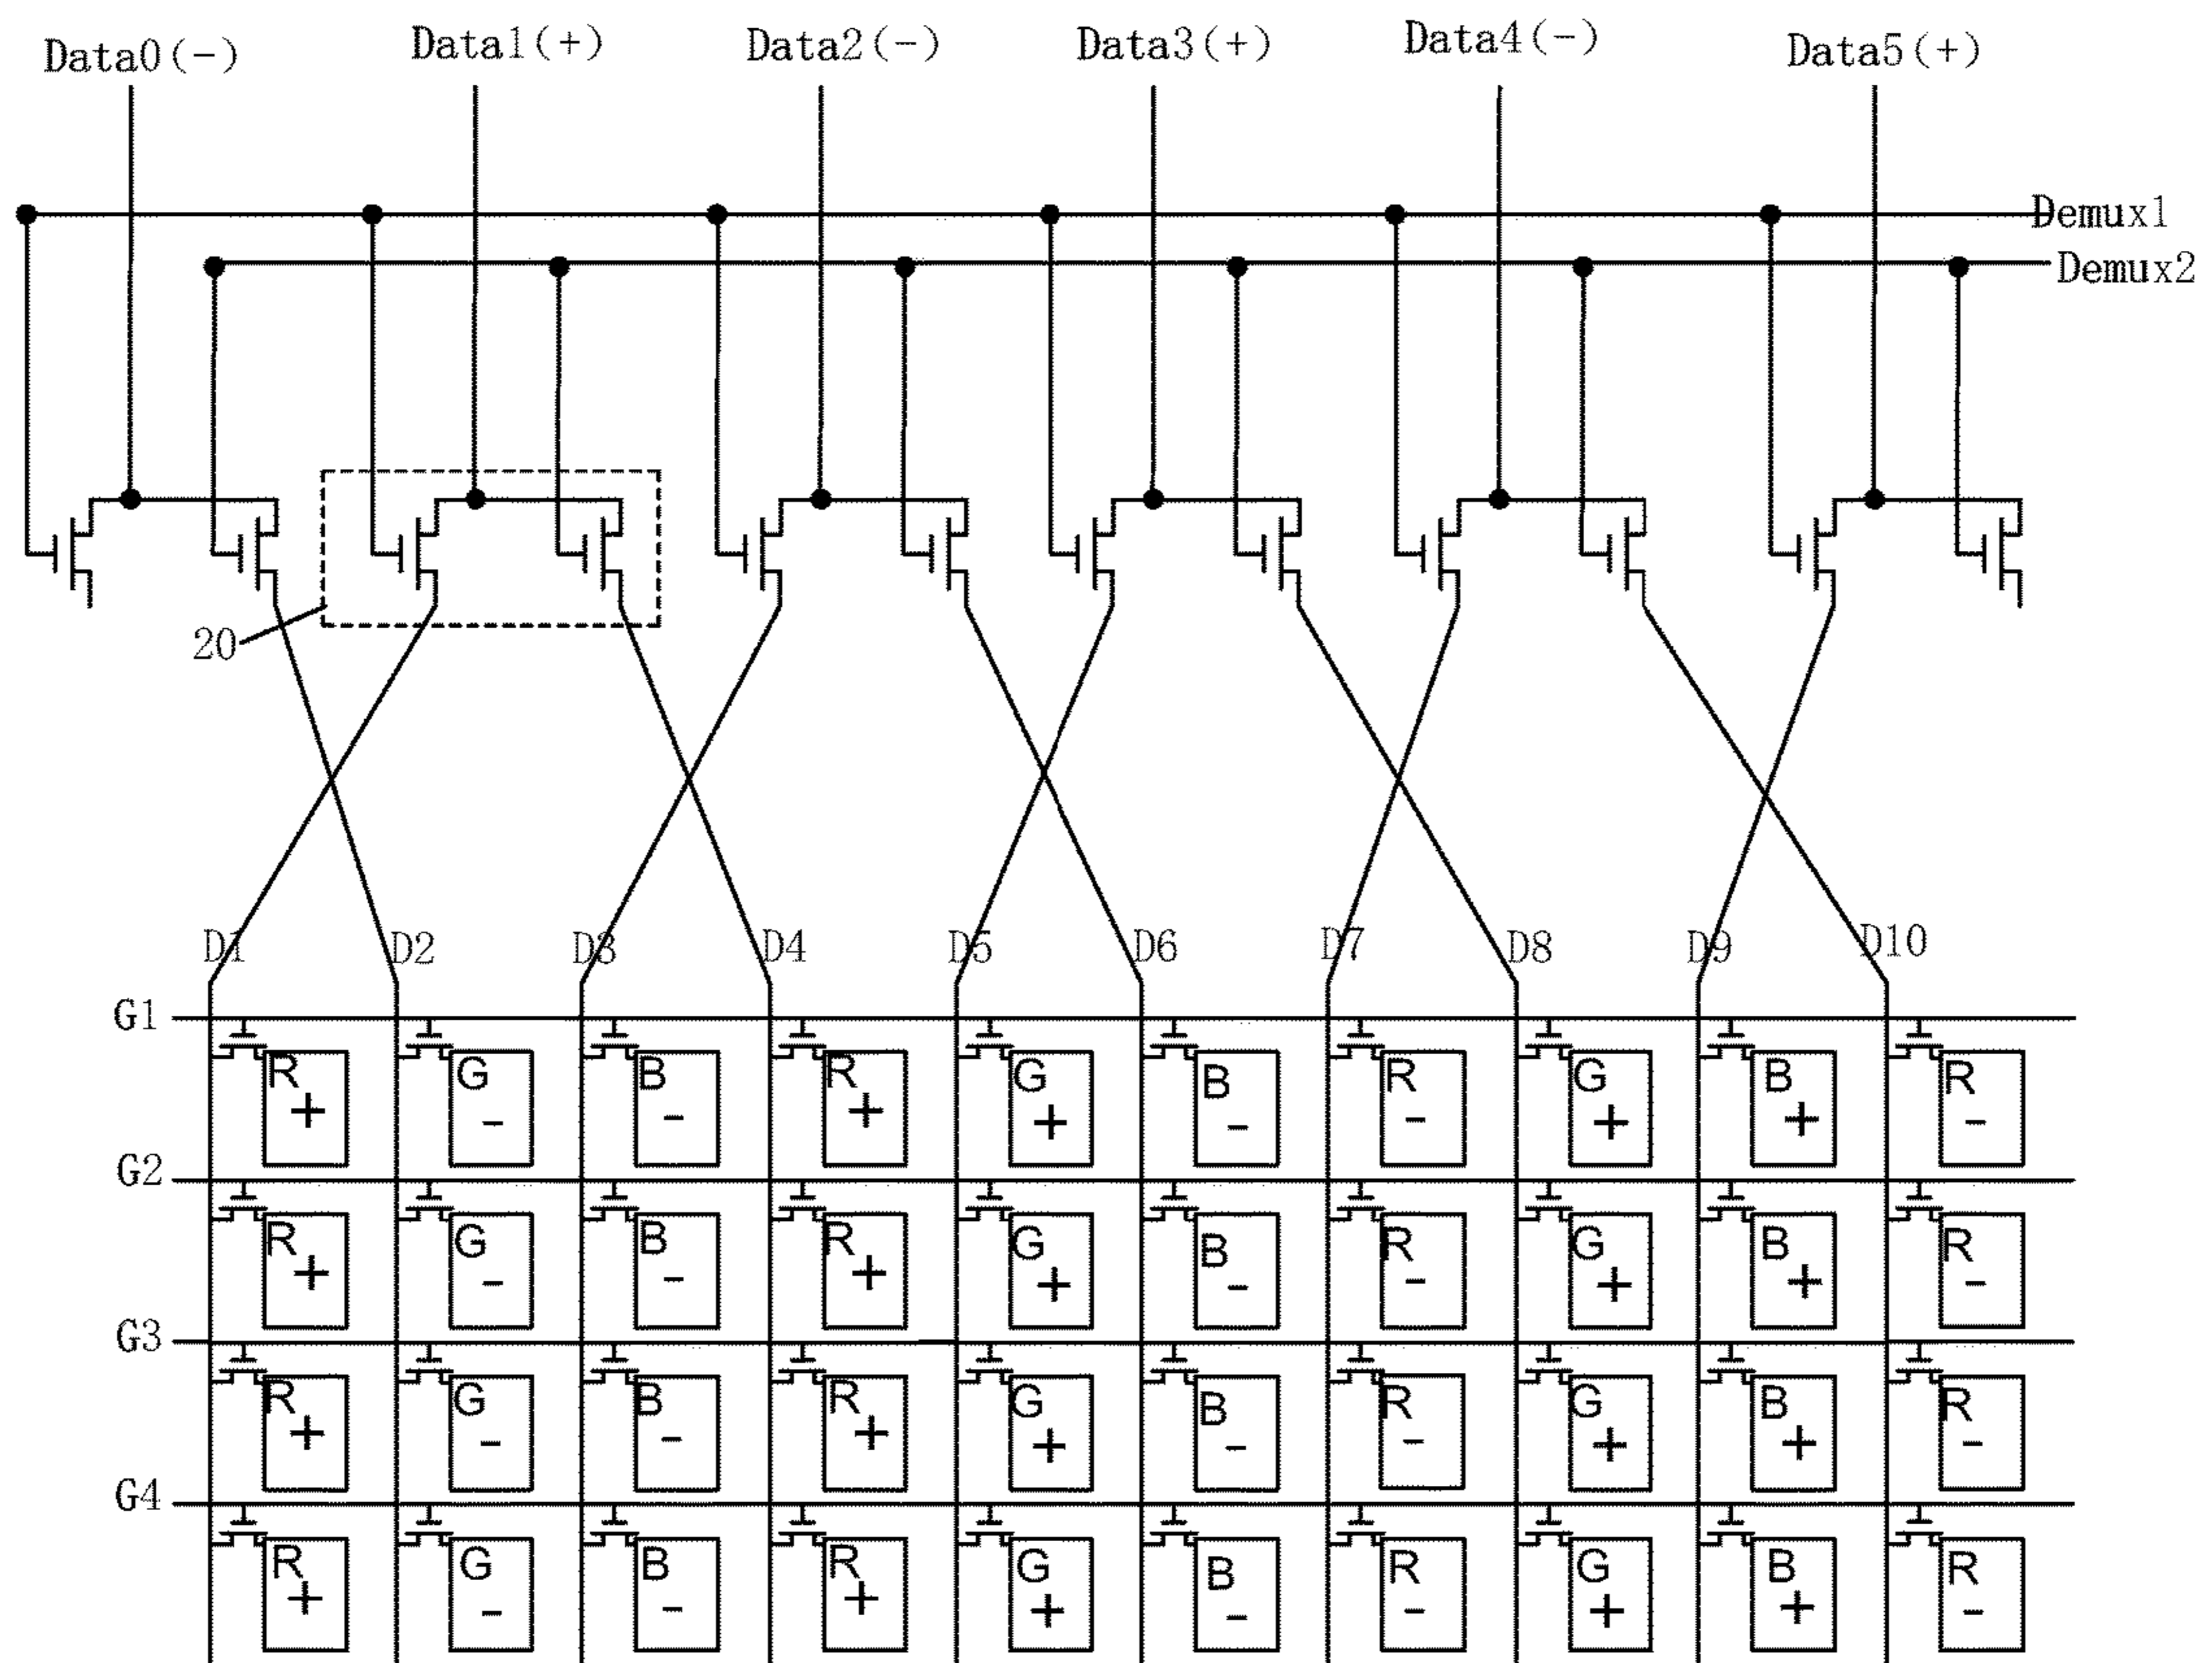 Data0(-) Data1(+) Data2(-) Data3(+) Data4(-) Data5(+)
Demux1
Demux2
20
D1 D2 D3 D4 D5 D6 D7 D8 D9 D10
G1
R G B R G B R G B R
+ - - + + - - + + -
G2
R G B R G B R G B R
+ - - + + - - + + -
G3
R G B R G B R G B R
+ - - + + - - + + -
G4
R G B R G B R G B R
+ - - + + - - + + -